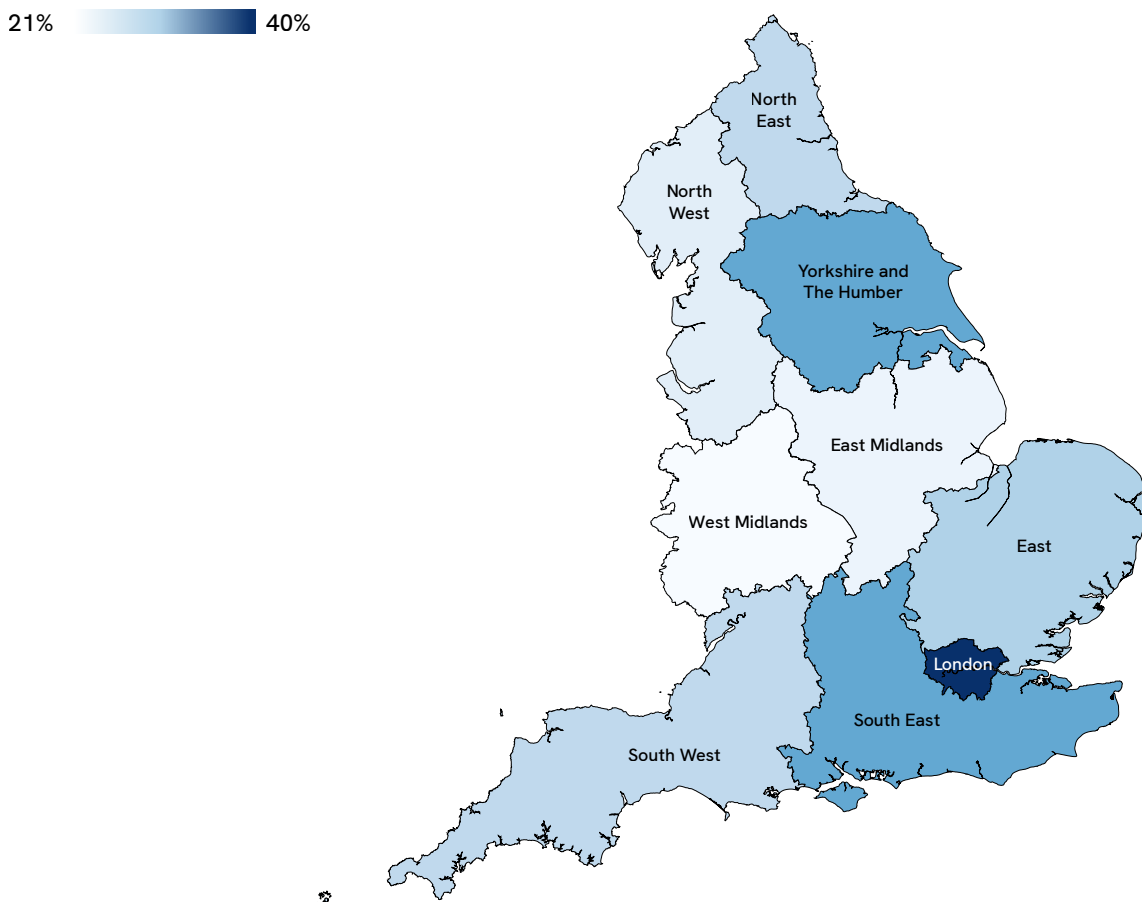 21% 40%
North
East
North
West
Yorkshire and
The Humber
East Midlands
West Midlands
East
London
South East
South West